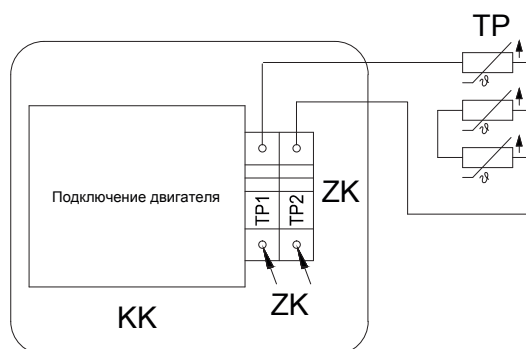 TP
ϑ
ϑ
ϑ
Подключение двигателя
TP1
TP2
ZK
ZK
KK